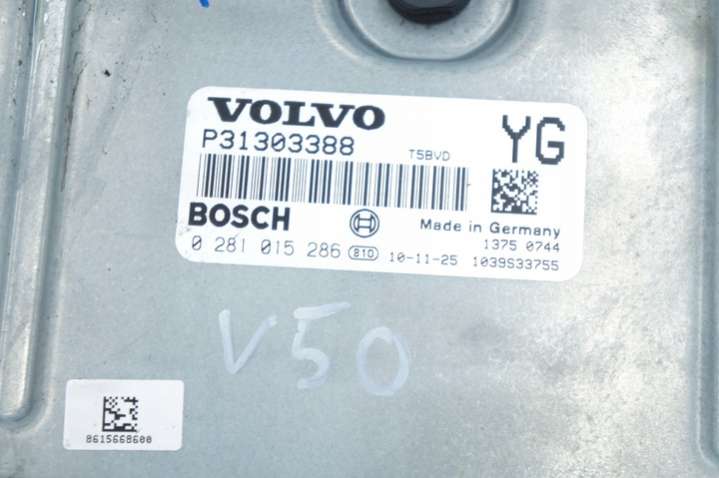 VOLVO YG
P31303388 T5BVD
BOSCH Made in Germany
1375 0744
0 281 015 286 810 10-11-25 1039S33755
V50
8615668600